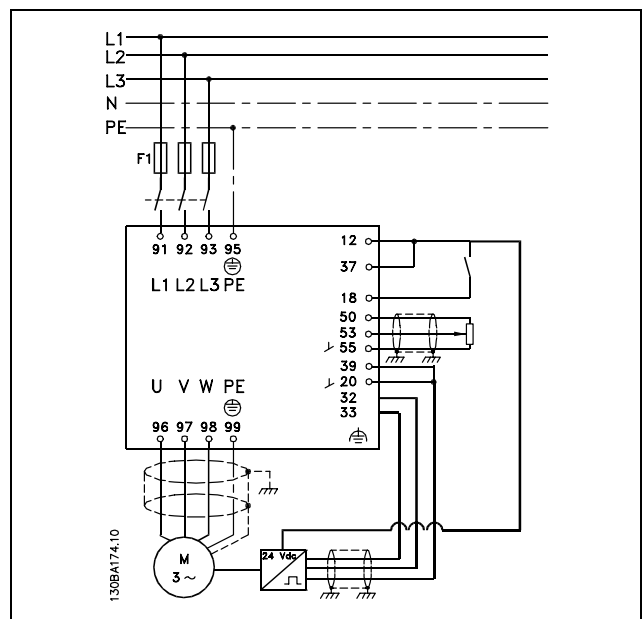 L1
L2
L3
N
PE
F1
91 92 93 95
L1 L2 L3 PE
12
37
18
50
53
55
39
20
32
33
U V W PE
96 97 98 99
M
3 ~
24 Vdc
130BA174.10